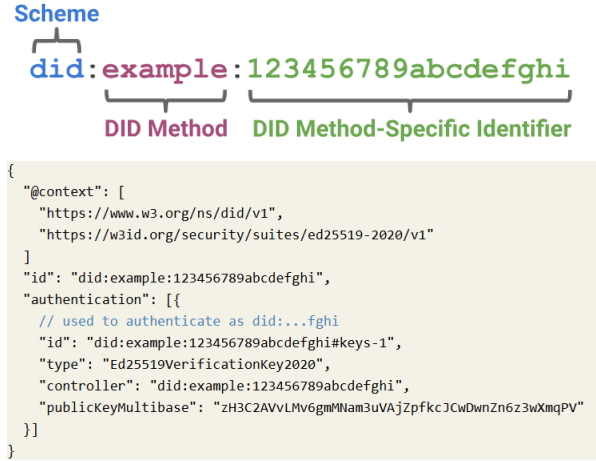 Scheme
did:example:123456789abcdefghi
DID Method DID Method-Specific Identifier
{
  "@context": [
    "https://www.w3.org/ns/did/v1",
    "https://w3id.org/security/suites/ed25519-2020/v1"
  ]
  "id": "did:example:123456789abcdefghi",
  "authentication": [{
    // used to authenticate as did:...fghi
    "id": "did:example:123456789abcdefghi#keys-1",
    "type": "Ed25519VerificationKey2020",
    "controller": "did:example:123456789abcdefghi",
    "publicKeyMultibase": "zH3C2AVvLMv6gmMNam3uVAjZpfkcJCwDwnZn6z3wXmqPV"
  }]
}